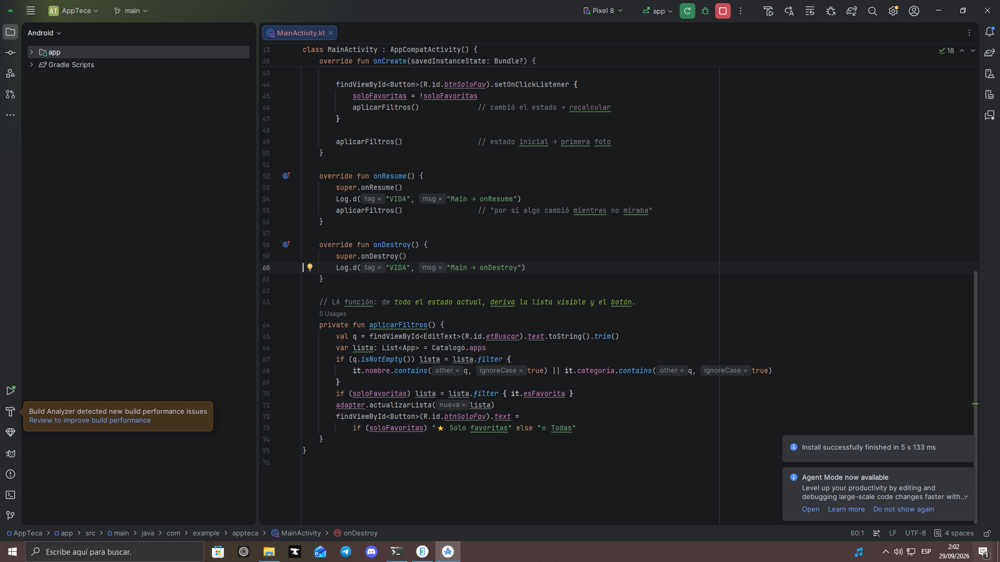 AT AppTeca main Pixel 8 app
Android
app
Gradle Scripts
MainActivity.kt
18
13 class MainActivity : AppCompatActivity() {
20 override fun onCreate(savedInstanceState: Bundle?) {
43
44 findViewById<Button>(R.id.btnSoloFav).setOnClickListener {
45 soloFavoritas = !soloFavoritas
46 aplicarFiltros() // cambió el estado → recalcular
47 }
48
49 aplicarFiltros() // estado inicial → primera foto
50 }
51
52 override fun onResume() {
53 super.onResume()
54 Log.d( tag = "VIDA", msg = "Main → onResume")
55 aplicarFiltros() // "por si algo cambió mientras no miraba"
56 }
57
58 override fun onDestroy() {
59 super.onDestroy()
60 Log.d( tag = "VIDA", msg = "Main → onDestroy")
61 }
62
63 // LA función: de todo el estado actual, deriva la lista visible y el botón.
5 Usages
64 private fun aplicarFiltros() {
65 val q = findViewById<EditText>(R.id.etBuscar).text.toString().trim()
66 var lista: List<App> = Catalogo.apps
67 if (q.isNotEmpty()) lista = lista.filter {
68 it.nombre.contains( other = q, ignoreCase = true) || it.categoria.contains( other = q, ignoreCase = true)
69 }
70 if (soloFavoritas) lista = lista.filter { it.esFavorita }
71 adapter.actualizarLista( nueva = lista)
72 findViewById<Button>(R.id.btnSoloFav).text =
73 if (soloFavoritas) "★ Solo favoritas" else "☆ Todas"
74 }
75 }
76
Build Analyzer detected new build performance issues
Review to improve build performance
Install successfully finished in 5 s 133 ms
Agent Mode now available
Level up your productivity by editing and
debugging large-scale code changes faster with...
Open Learn more Do not show again
AppTeca > app > src > main > java > com > example > appteca > MainActivity > onDestroy
60:1 LF UTF-8 4 spaces
Escribe aquí para buscar.
ESP
2:02
29/09/2026
1